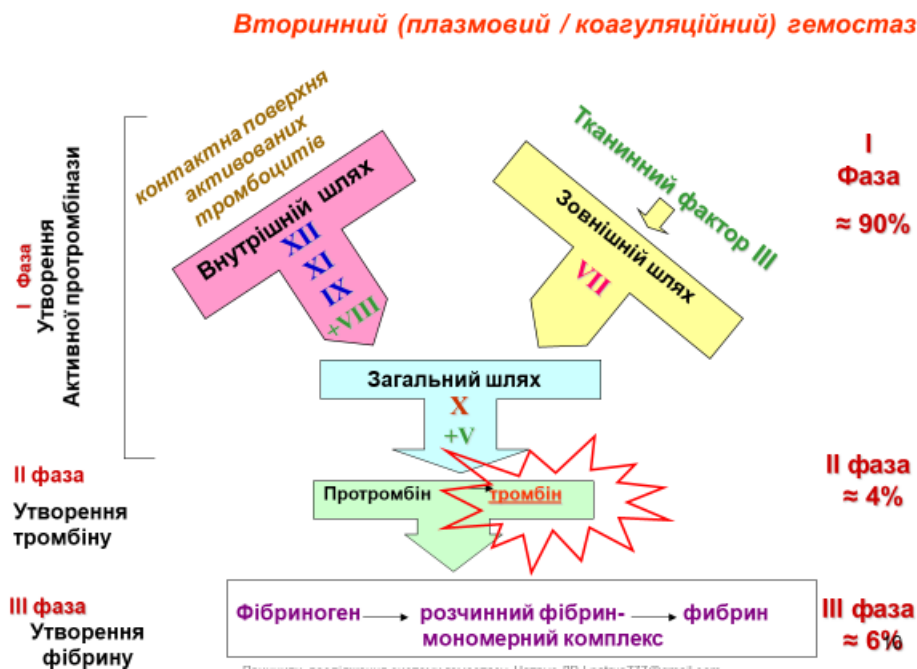 Вторинний (плазмовий / коагуляційний) гемостаз
контактна поверхня
активованих
тромбоцитів
Внутрішній шлях
XII
XI
IX
+VIII
Тканинний фактор III
Зовнішній шлях
VII
I
Фаза
≈ 90%
I Фаза
Утворення
Активної протромбінази
Загальний шлях
X
+V
II фаза
Утворення
тромбіну
Протромбін
тромбін
II фаза
≈ 4%
III фаза
Утворення
фібрину
Фібриноген розчинний фібрин- фибрин
мономерний комплекс
III фаза
≈ 6%